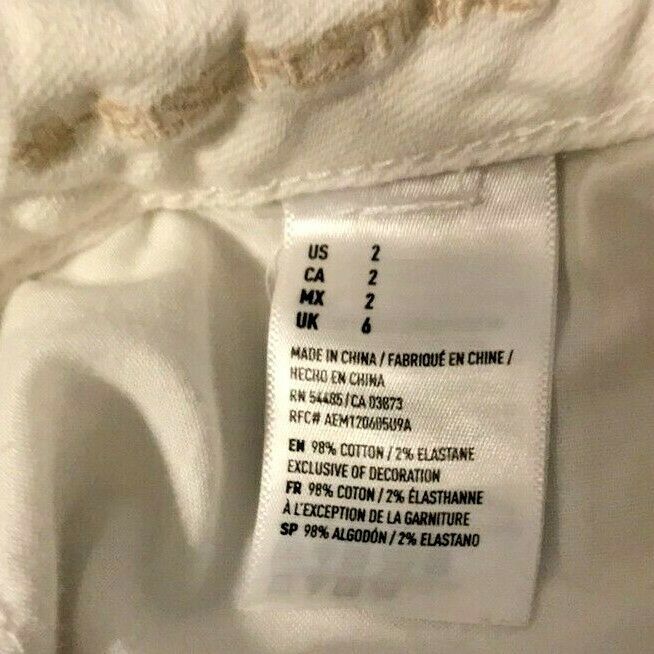 US 2
CA 2
MX 2
UK 6
MADE IN CHINA / FABRIQUÉ EN CHINE /
HECHO EN CHINA
RN 54485/CA 03873
RFC# AEM120605U9A
EN 98% COTTON / 2% ELASTANE
EXCLUSIVE OF DECORATION
FR 98% COTON / 2% ÉLASTHANNE
À L'EXCEPTION DE LA GARNITURE
SP 98% ALGODÓN / 2% ELASTANO